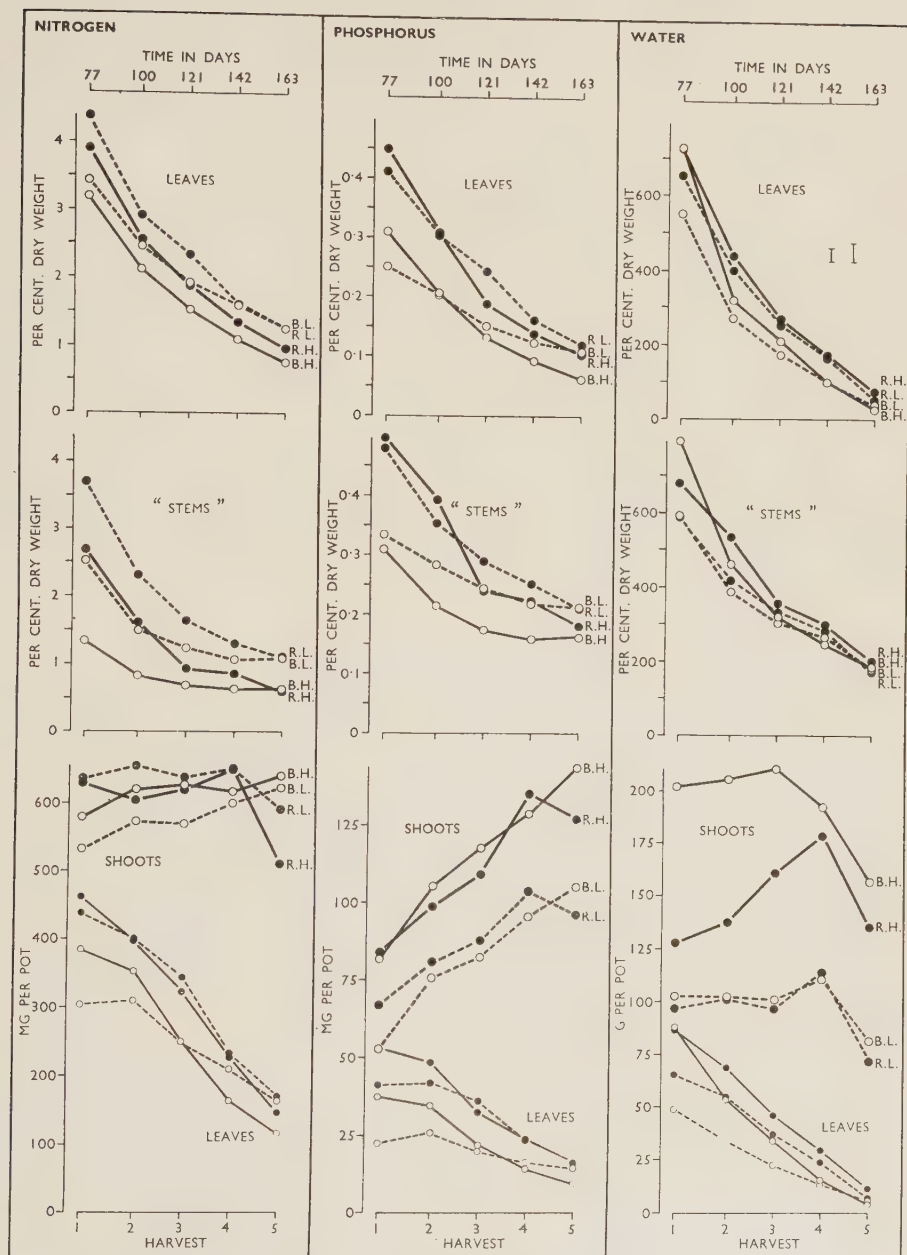 NITROGEN
TIME IN DAYS
77 100 121 142 163
4
3
2
1
0
PER CENT. DRY WEIGHT
LEAVES
B.L.
R.L.
R.H.
B.H.
4
3
2
1
0
PER CENT. DRY WEIGHT
“ STEMS ”
R.L.
B.L.
B.H.
R.H.
600
500
400
300
200
100
0
MG PER POT
SHOOTS
B.H.
B.L.
R.L.
R.H.
LEAVES
1 2 3 4 5
HARVEST
PHOSPHORUS
TIME IN DAYS
77 100 121 142 163
0·4
0·3
0·2
0·1
0
PER CENT. DRY WEIGHT
LEAVES
R.L.
B.L.
R.H.
B.H.
0·4
0·3
0·2
0·1
0
PER CENT. DRY WEIGHT
“ STEMS ”
B.L.
R.L.
R.H.
B.H
125
100
75
50
25
0
MG PER POT
SHOOTS
B.H.
R.H.
B.L.
R.L.
LEAVES
1 2 3 4 5
HARVEST
WATER
TIME IN DAYS
77 100 121 142 163
600
400
200
0
PER CENT. DRY WEIGHT
LEAVES
R.H.
R.L.
B.L.
B.H.
600
400
200
0
PER CENT. DRY WEIGHT
“ STEMS ”
R.H.
B.H.
B.L.
R.L.
200
175
150
125
100
75
50
25
0
G PER POT
SHOOTS
B.H.
R.H.
B.L.
R.L.
LEAVES
1 2 3 4 5
HARVEST